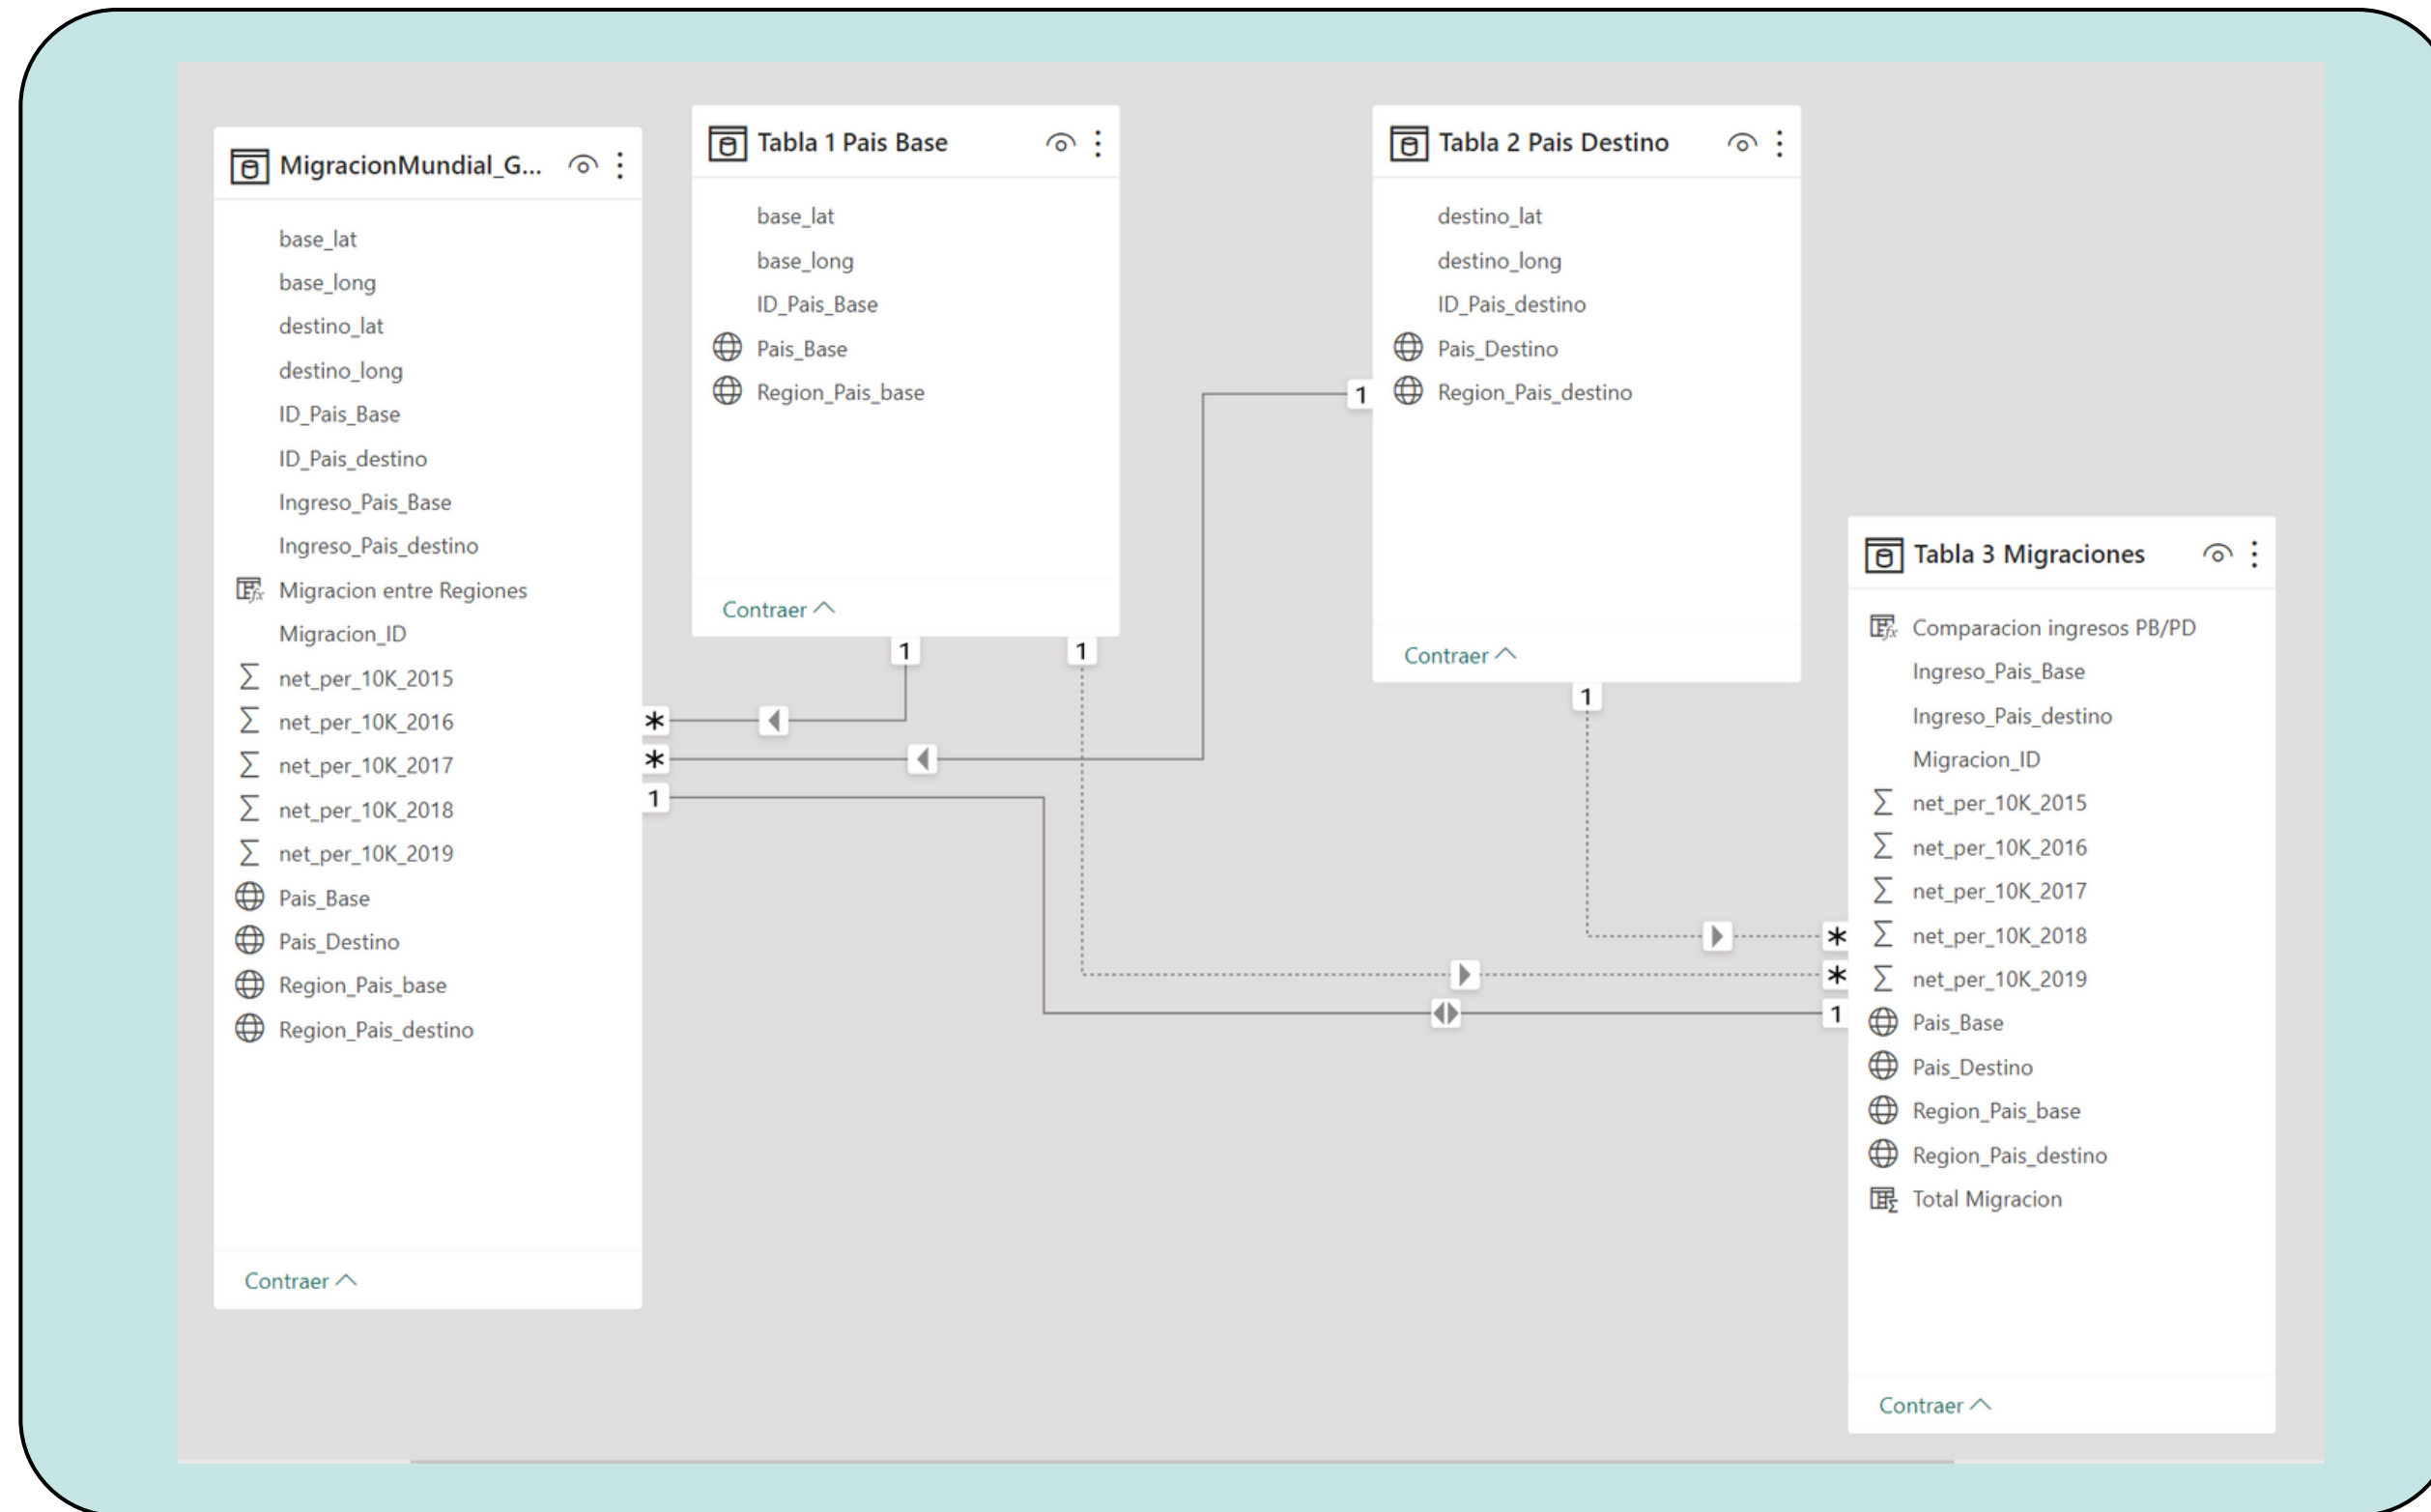 MigracionMundial_G...
base_lat
base_long
destino_lat
destino_long
ID_Pais_Base
ID_Pais_destino
Ingreso_Pais_Base
Ingreso_Pais_destino
Migracion entre Regiones
Migracion_ID
net_per_10K_2015
net_per_10K_2016
net_per_10K_2017
net_per_10K_2018
net_per_10K_2019
Pais_Base
Pais_Destino
Region_Pais_base
Region_Pais_destino
Contraer
Tabla 1 Pais Base
base_lat
base_long
ID_Pais_Base
Pais_Base
Region_Pais_base
Contraer
Tabla 2 Pais Destino
destino_lat
destino_long
ID_Pais_destino
Pais_Destino
Region_Pais_destino
Contraer
Tabla 3 Migraciones
Comparacion ingresos PB/PD
Ingreso_Pais_Base
Ingreso_Pais_destino
Migracion_ID
net_per_10K_2015
net_per_10K_2016
net_per_10K_2017
net_per_10K_2018
net_per_10K_2019
Pais_Base
Pais_Destino
Region_Pais_base
Region_Pais_destino
Total Migracion
Contraer
1
1
1
1
*
*
1
*
*
1